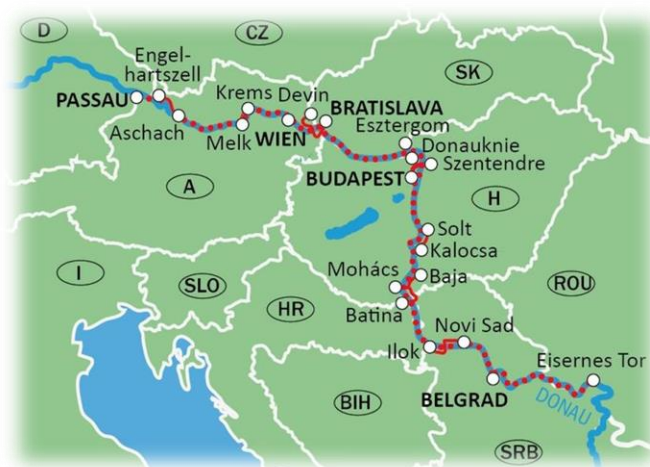 D
CZ
SK
Engel-
hartszell
Krems
Devin
PASSAU
BRATISLAVA
Aschach
Melk
WIEN
Esztergom
Donauknie
Szentendre
BUDAPEST
A
H
Solt
Kalocsa
Mohács
Baja
I
SLO
HR
ROU
Batina
Novi Sad
Ilok
Eisernes Tor
BELGRAD
DONAU
BIH
SRB